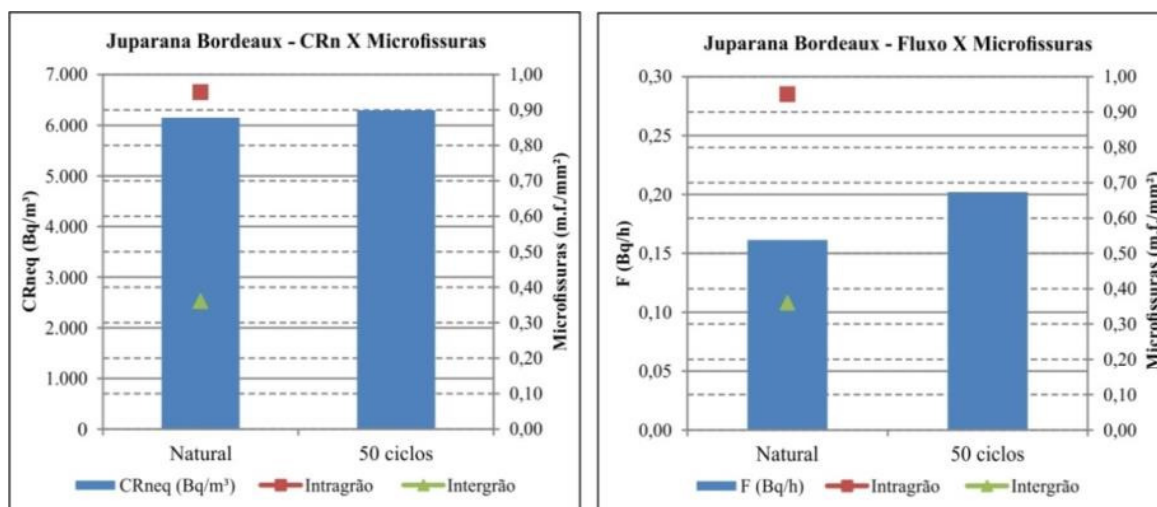 Juparana Bordeaux - CRn X Microfissuras
7.000
6.000
5.000
4.000
3.000
2.000
1.000
0
CRneq (Bq/m³)
1,00
0,90
0,80
0,70
0,60
0,50
0,40
0,30
0,20
0,10
0,00
Microfissuras (m.f./mm²)
Natural
50 ciclos
CRneq (Bq/m³)
Intragrão
Intergrão
Juparana Bordeaux - Fluxo X Microfissuras
0,30
0,25
0,20
0,15
0,10
0,05
0,00
F (Bq/h)
1,00
0,90
0,80
0,70
0,60
0,50
0,40
0,30
0,20
0,10
0,00
Microfissuras (m.f./mm²)
Natural
50 ciclos
F (Bq/h)
Intragrão
Intergrão